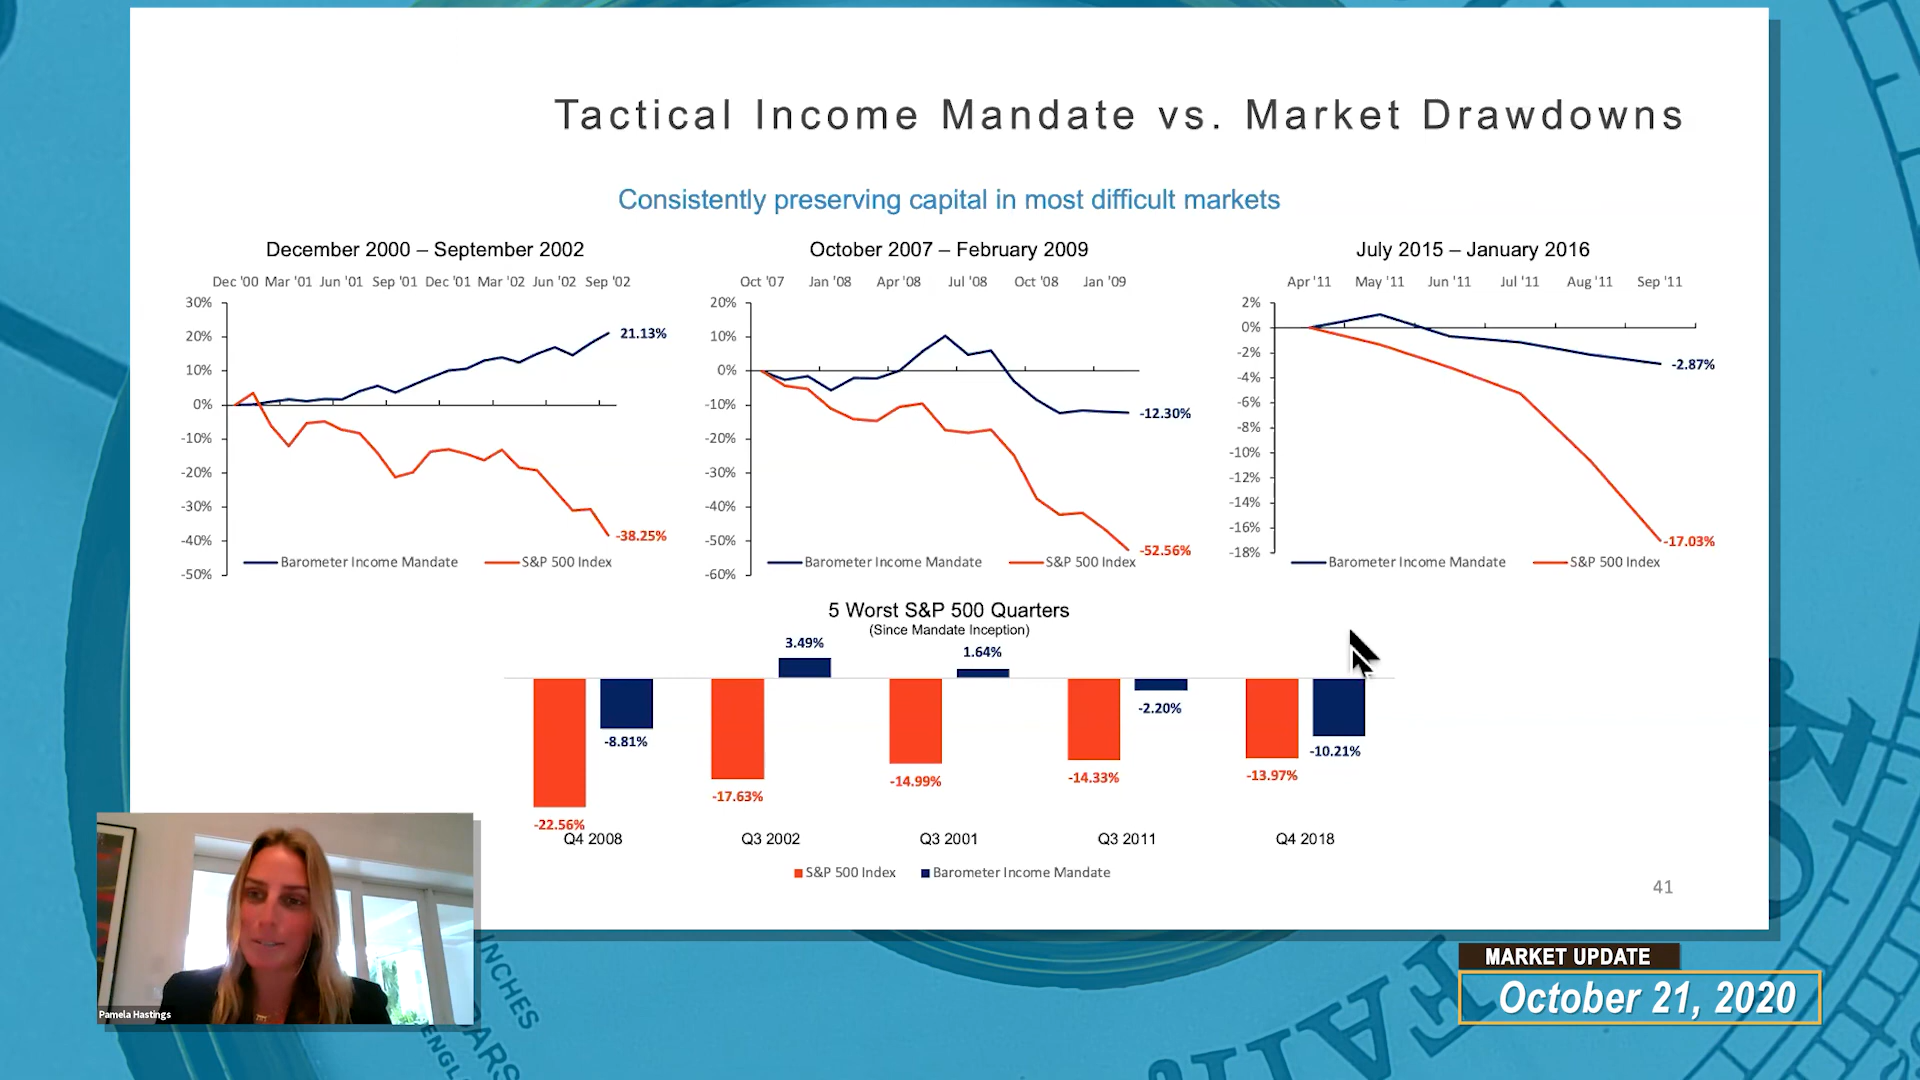 Tactical Income Mandate vs. Market Drawdowns
Consistently preserving capital in most difficult markets
December 2000 – September 2002
Dec '00 Mar '01 Jun '01 Sep '01 Dec '01 Mar '02 Jun '02 Sep '02
30%
20%
10%
0%
-10%
-20%
-30%
-40%
-50%
21.13%
-38.25%
Barometer Income Mandate S&P 500 Index
October 2007 – February 2009
Oct '07 Jan '08 Apr '08 Jul '08 Oct '08 Jan '09
20%
10%
0%
-10%
-20%
-30%
-40%
-50%
-60%
-12.30%
-52.56%
Barometer Income Mandate S&P 500 Index
July 2015 – January 2016
Apr '11 May '11 Jun '11 Jul '11 Aug '11 Sep '11
2%
0%
-2%
-4%
-6%
-8%
-10%
-12%
-14%
-16%
-18%
-2.87%
-17.03%
Barometer Income Mandate S&P 500 Index
5 Worst S&P 500 Quarters
(Since Mandate Inception)
3.49%
1.64%
-8.81%
-2.20%
-10.21%
-22.56%
-17.63%
-14.99%
-14.33%
-13.97%
Q4 2008 Q3 2002 Q3 2001 Q3 2011 Q4 2018
S&P 500 Index Barometer Income Mandate
41
Pamela Hastings
INCHES
MARKET UPDATE
October 21, 2020